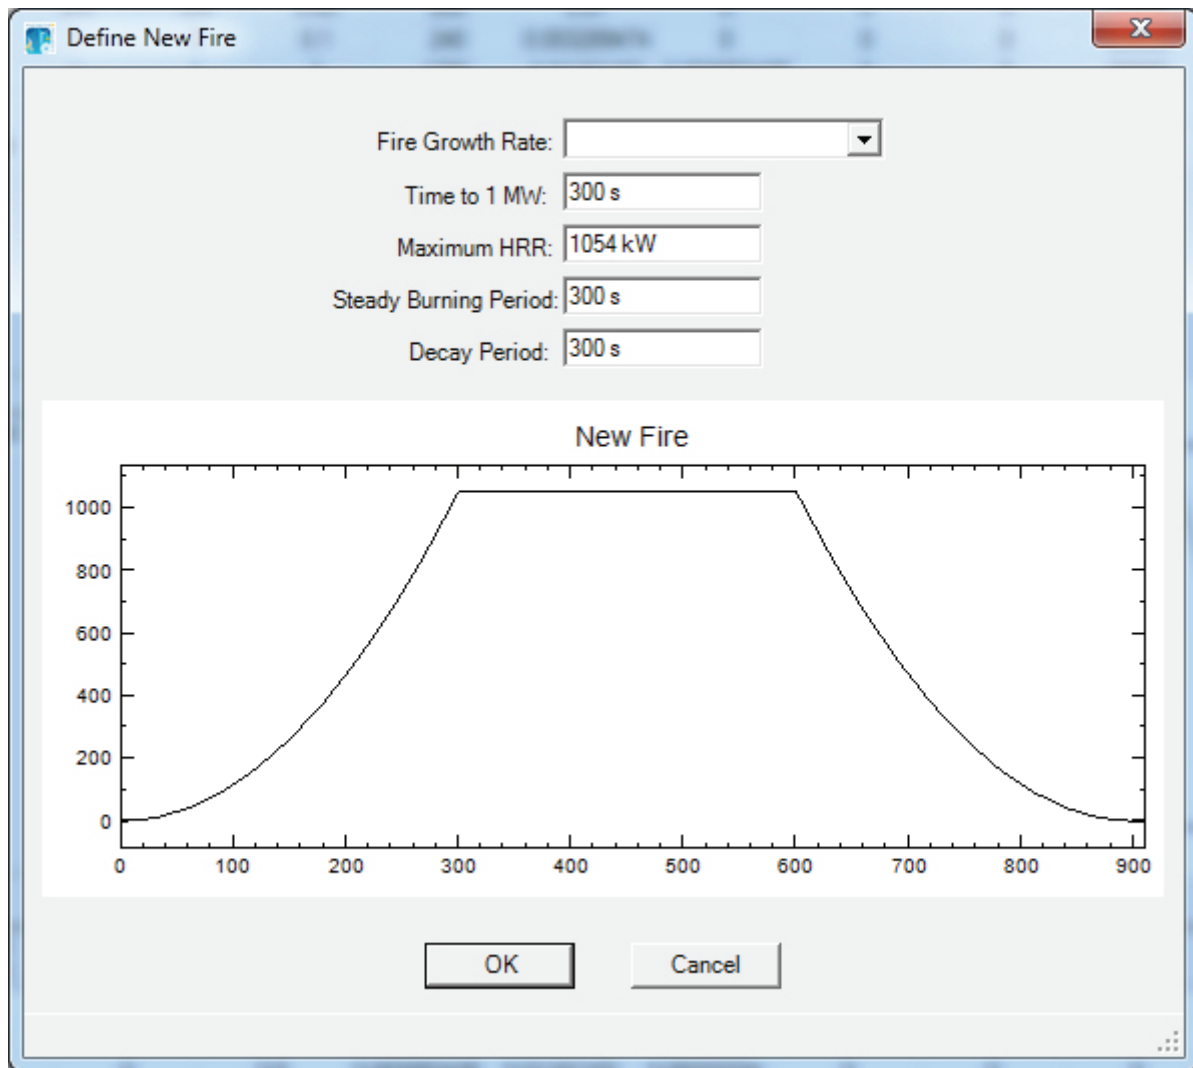 Define New Fire
Fire Growth Rate:
Time to 1 MW: 300 s
Maximum HRR: 1054 kW
Steady Burning Period: 300 s
Decay Period: 300 s
New Fire
1000
800
600
400
200
0
0 100 200 300 400 500 600 700 800 900
OK Cancel